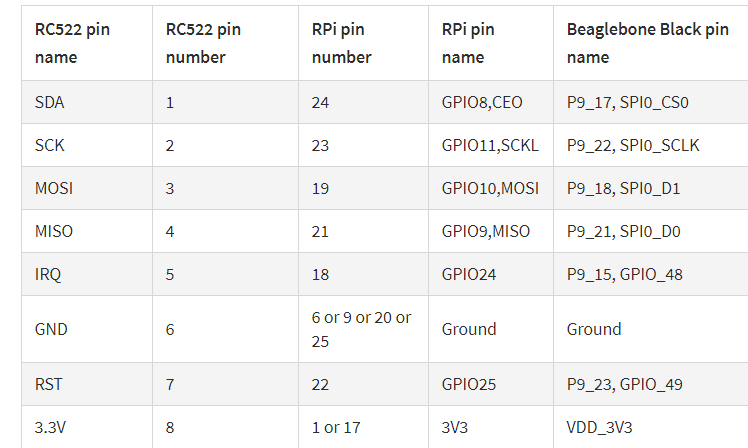 RC522 pin name RC522 pin number RPi pin number RPi pin name Beaglebone Black pin name
SDA 1 24 GPIO8,CEO P9_17, SPI0_CS0
SCK 2 23 GPIO11,SCKL P9_22, SPI0_SCLK
MOSI 3 19 GPIO10,MOSI P9_18, SPI0_D1
MISO 4 21 GPIO9,MISO P9_21, SPI0_D0
IRQ 5 18 GPIO24 P9_15, GPIO_48
GND 6 6 or 9 or 20 or 25 Ground Ground
RST 7 22 GPIO25 P9_23, GPIO_49
3.3V 8 1 or 17 3V3 VDD_3V3